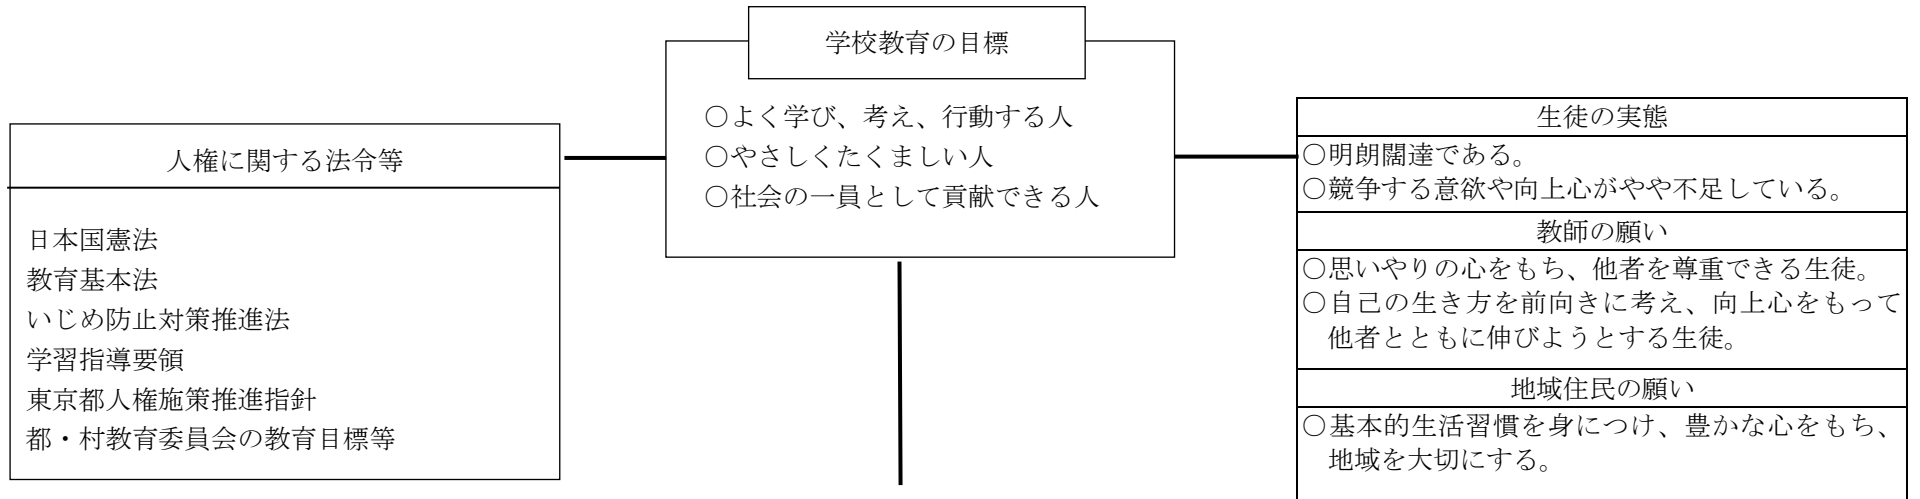 学校教育の目標
○よく学び、考え、行動する人
○やさしくたくましい人
○社会の一員として貢献できる人
人権に関する法令等
日本国憲法
教育基本法
いじめ防止対策推進法
学習指導要領
東京都人権施策推進指針
都・村教育委員会の教育目標等
生徒の実態
○明朗闊達である。
○競争する意欲や向上心がやや不足している。
教師の願い
○思いやりの心をもち、他者を尊重できる生徒。
○自己の生き方を前向きに考え、向上心をもって
他者とともに伸びようとする生徒。
地域住民の願い
○基本的生活習慣を身につけ、豊かな心をもち、
地域を大切にする。